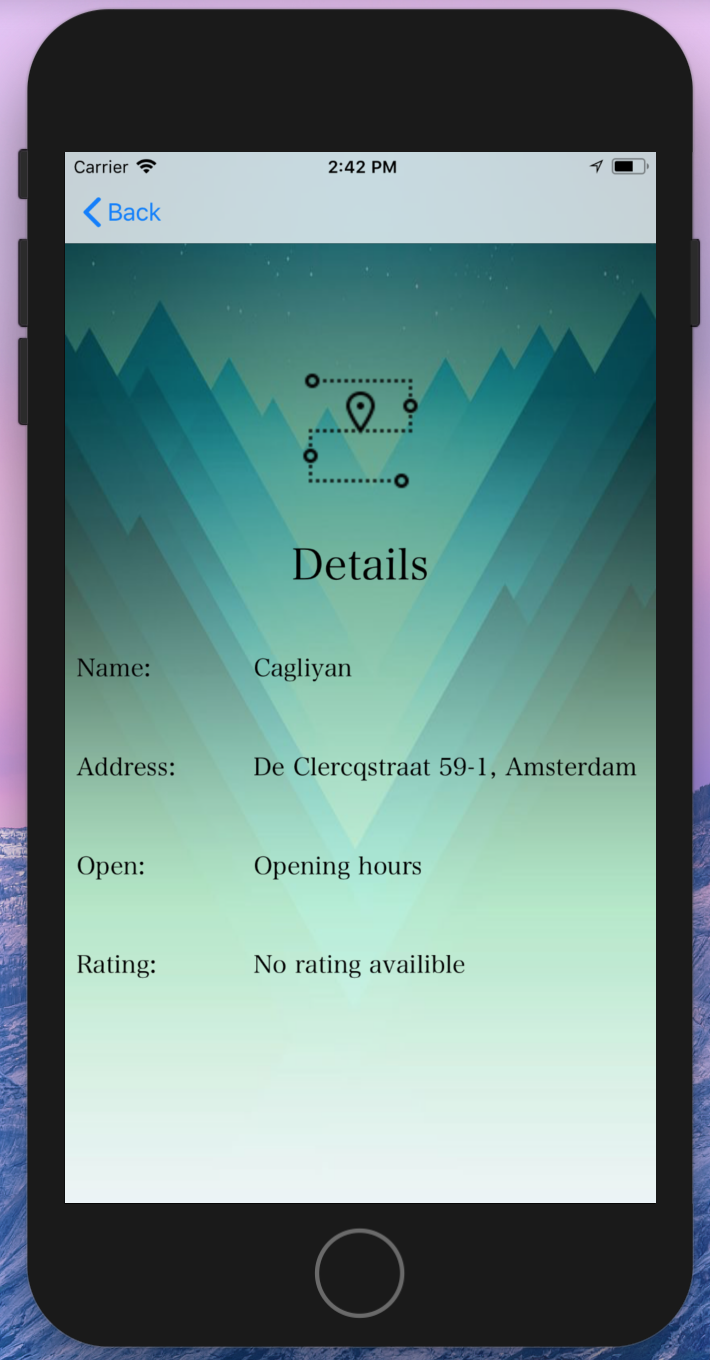 Carrier 2:42 PM
Back
Details
Name: Cagliyan
Address: De Clercqstraat 59-1, Amsterdam
Open: Opening hours
Rating: No rating availible